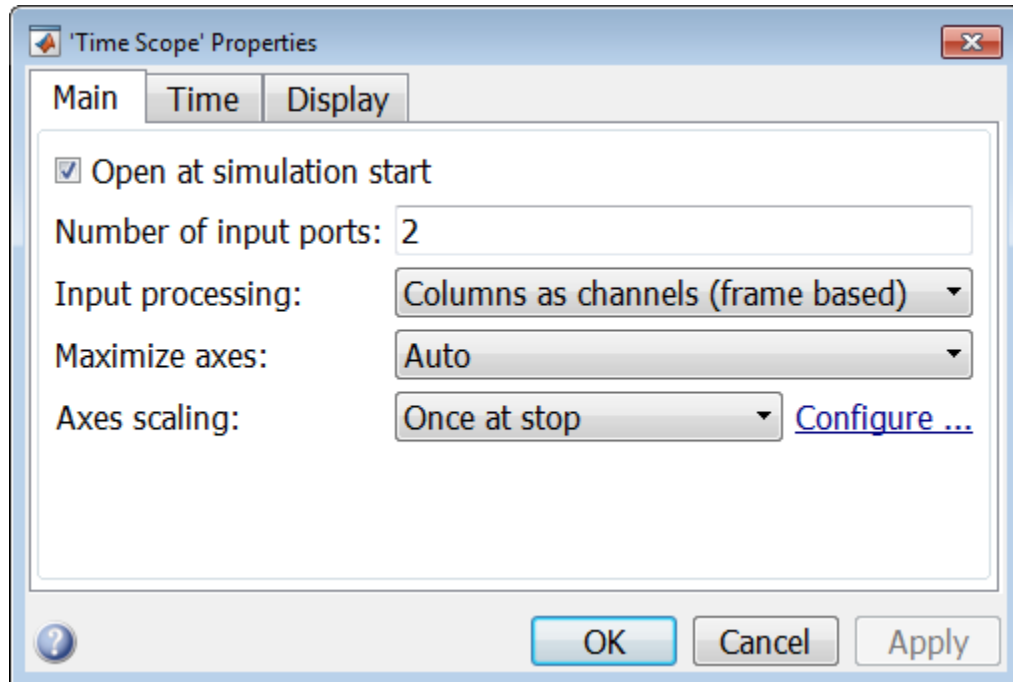 'Time Scope' Properties
Main Time Display
Open at simulation start
Number of input ports: 2
Input processing: Columns as channels (frame based)
Maximize axes: Auto
Axes scaling: Once at stop Configure ...
? OK Cancel Apply